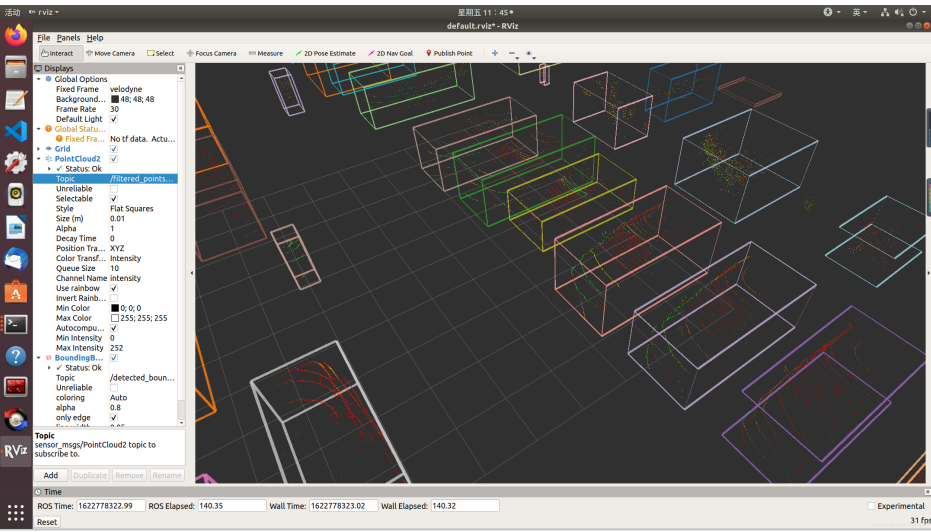 活动 rviz 星期五 11：45 英
default.rviz* - RViz
File Panels Help
Interact Move Camera Select Focus Camera Measure 2D Pose Estimate 2D Nav Goal Publish Point
Displays
Global Options
Fixed Frame velodyne
Background... 48; 48; 48
Frame Rate 30
Default Light
Global Statu...
Fixed Fra... No tf data. Actu...
Grid
PointCloud2
Status: Ok
Topic /filtered_points...
Unreliable
Selectable
Style Flat Squares
Size (m) 0.01
Alpha 1
Decay Time 0
Position Tra... XYZ
Color Transf... Intensity
Queue Size 10
Channel Name intensity
Use rainbow
Invert Rainb...
Min Color 0; 0; 0
Max Color 255; 255; 255
Autocompu...
Min Intensity 0
Max Intensity 252
BoundingB...
Status: Ok
Topic /detected_boun...
Unreliable
coloring Auto
alpha 0.8
only edge
Topic
sensor_msgs/PointCloud2 topic to
subscribe to.
Add Duplicate Remove Rename
RViz
Time
ROS Time: 1622778322.99 ROS Elapsed: 140.35 Wall Time: 1622778323.02 Wall Elapsed: 140.32 Experimental
Reset 31 fps